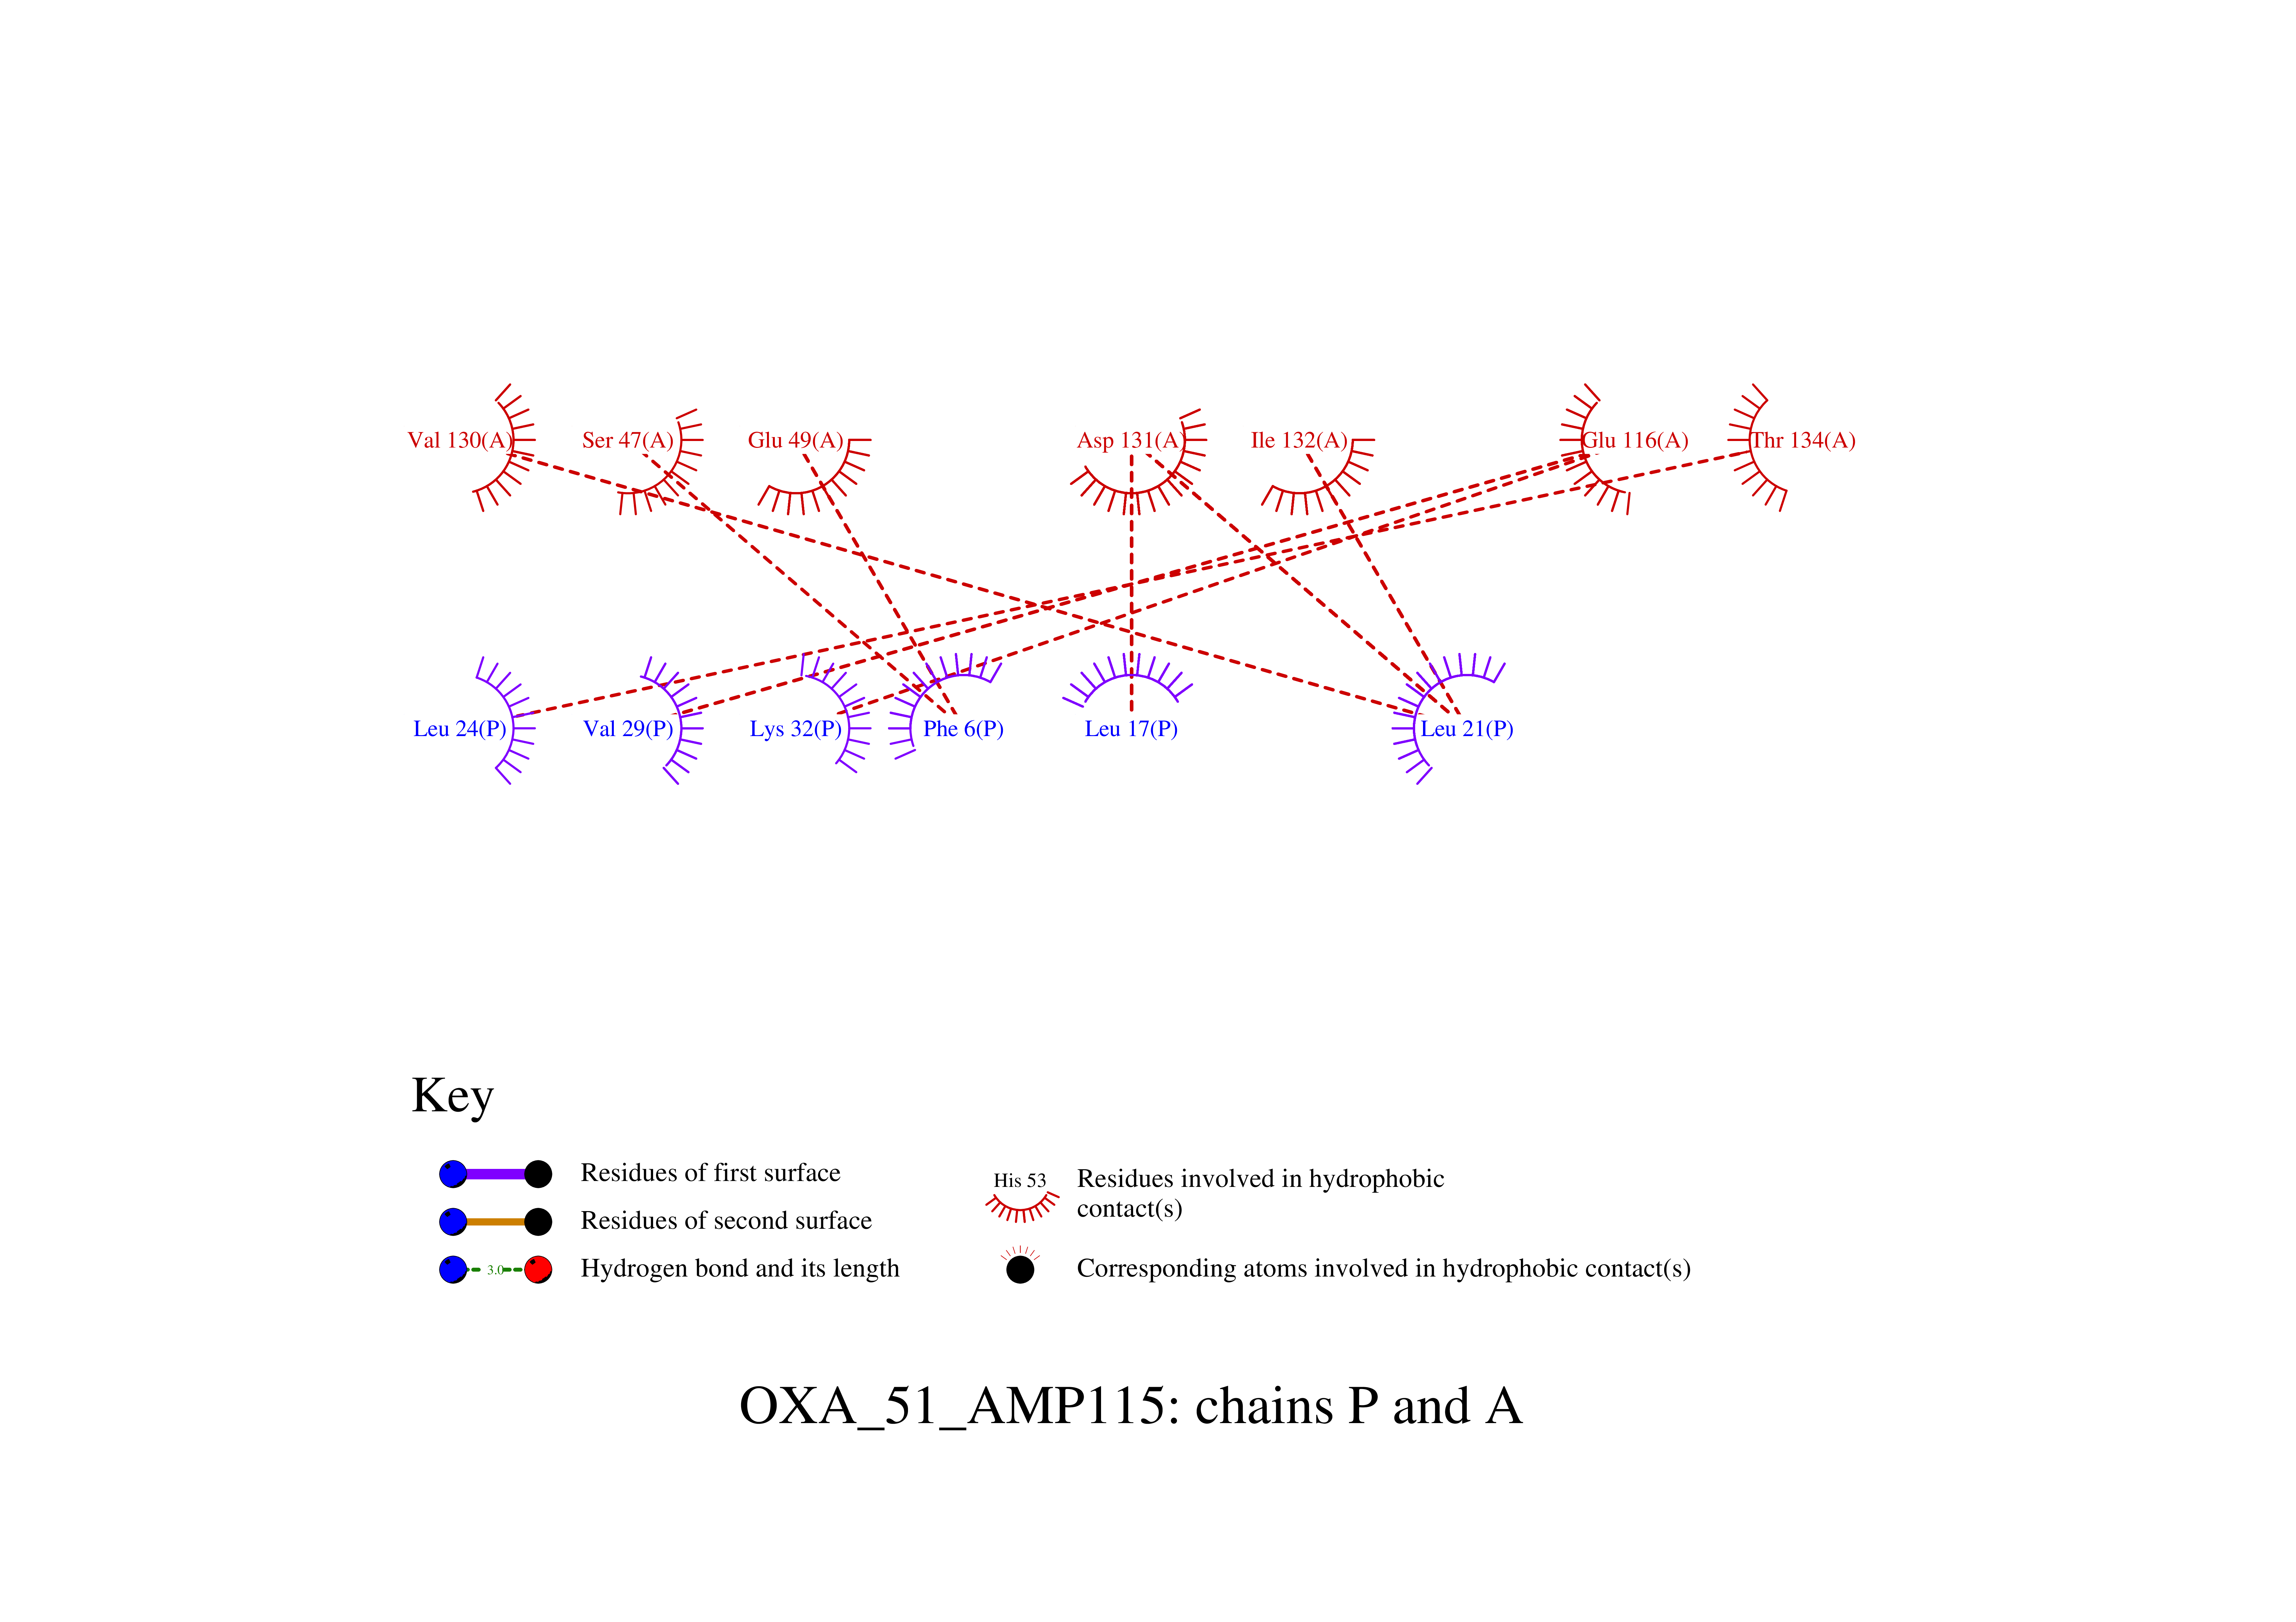 Val 130(A) Ser 47(A) Glu 49(A) Asp 131(A) Ile 132(A) Glu 116(A) Thr 134(A)
Leu 24(P) Val 29(P) Lys 32(P) Phe 6(P) Leu 17(P) Leu 21(P)
Key
Residues of first surface
Residues of second surface
3.0 Hydrogen bond and its length
His 53 Residues involved in hydrophobic
contact(s)
Corresponding atoms involved in hydrophobic contact(s)
OXA_51_AMP115: chains P and A